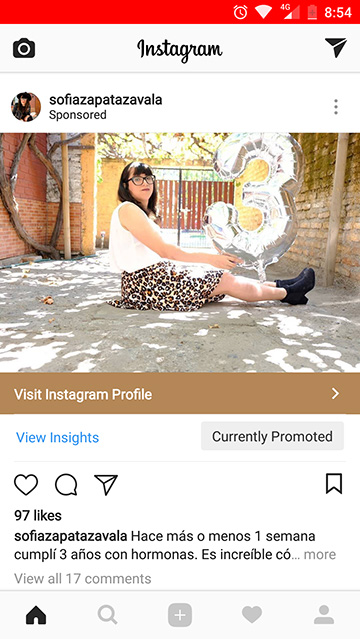 4G 8:54
Instagram
sofiazapatazavala
Sponsored
3
Visit Instagram Profile
View Insights
Currently Promoted
97 likes
sofiazapatazavala Hace más o menos 1 semana
cumplí 3 años con hormonas. Es increíble có... more
View all 17 comments